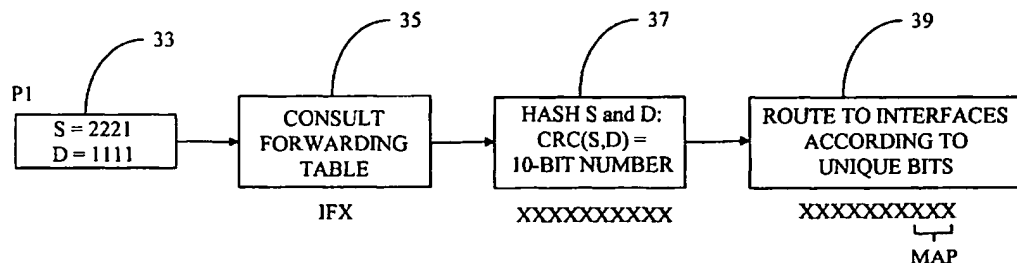 33
35
37
39
P1
S = 2221
D = 1111
CONSULT
FORWARDING
TABLE
HASH S and D:
CRC(S,D) =
10-BIT NUMBER
ROUTE TO INTERFACES
ACCORDING TO
UNIQUE BITS
IFX
XXXXXXXXXX
XXXXXXXXXX
MAP